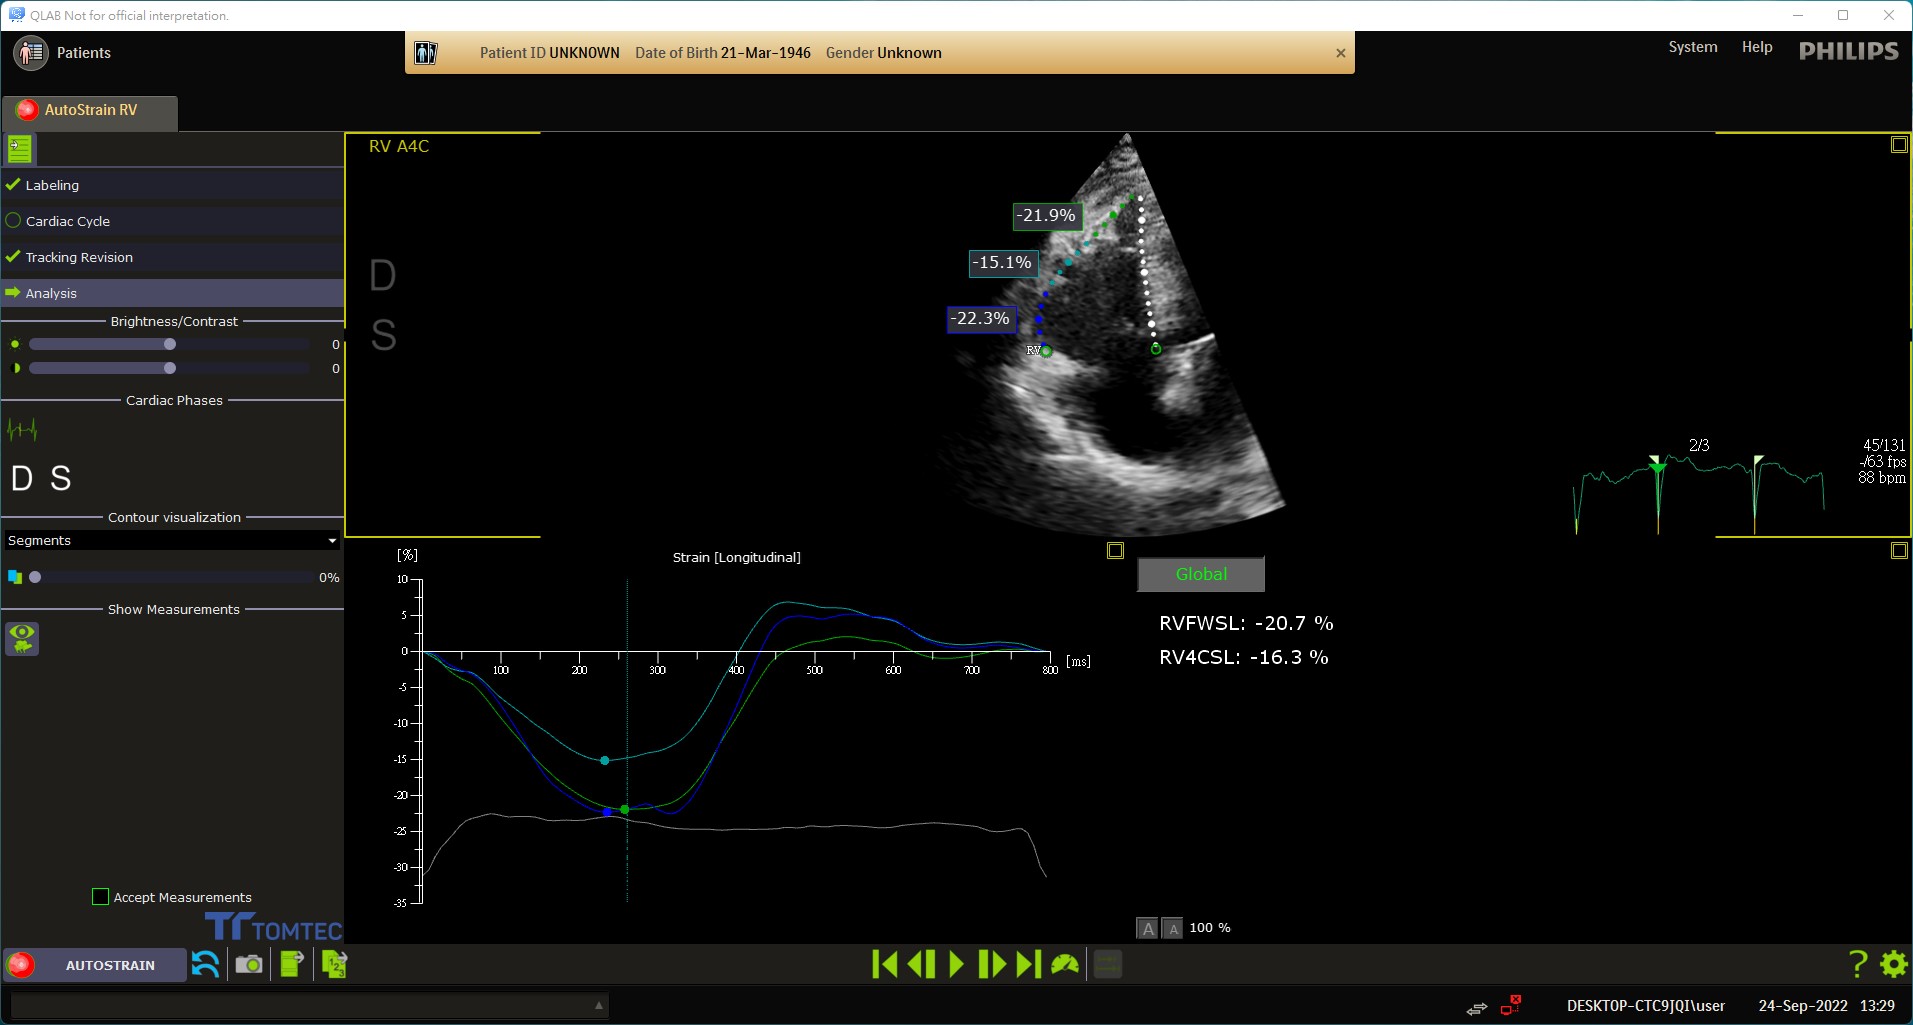 QLAB Not for official interpretation.
Patients
Patient ID UNKNOWN Date of Birth 21-Mar-1946 Gender Unknown
System Help PHILIPS
AutoStrain RV
Labeling
Cardiac Cycle
Tracking Revision
Analysis
Brightness/Contrast
0
0
Cardiac Phases
D S
Contour visualization
Segments
0%
Show Measurements
Accept Measurements
TOMTEC
RV A4C
D
S
-21.9%
-15.1%
-22.3%
RV
2/3
45/131
-/63 fps
88 bpm
[%]
Strain [Longitudinal]
10
5
0
-5
-10
-15
-20
-25
-30
-35
100 200 300 400 500 600 700 800 [ms]
Global
RVFWSL: -20.7 %
RV4CSL: -16.3 %
A A 100 %
AUTOSTRAIN
1 2 3
?
DESKTOP-CTC9JQI\user 24-Sep-2022 13:29